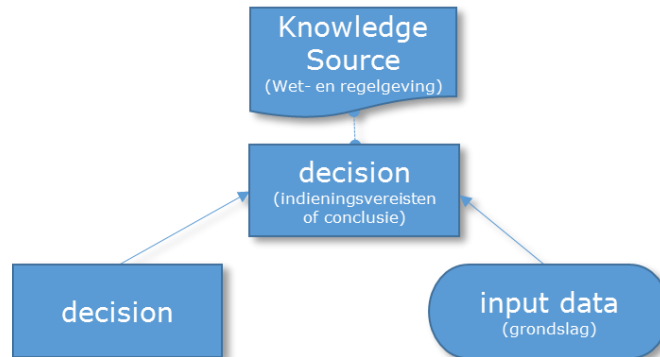 Knowledge
Source
(Wet- en regelgeving)
decision
(indieningsvereisten
of conclusie)
decision
input data
(grondslag)